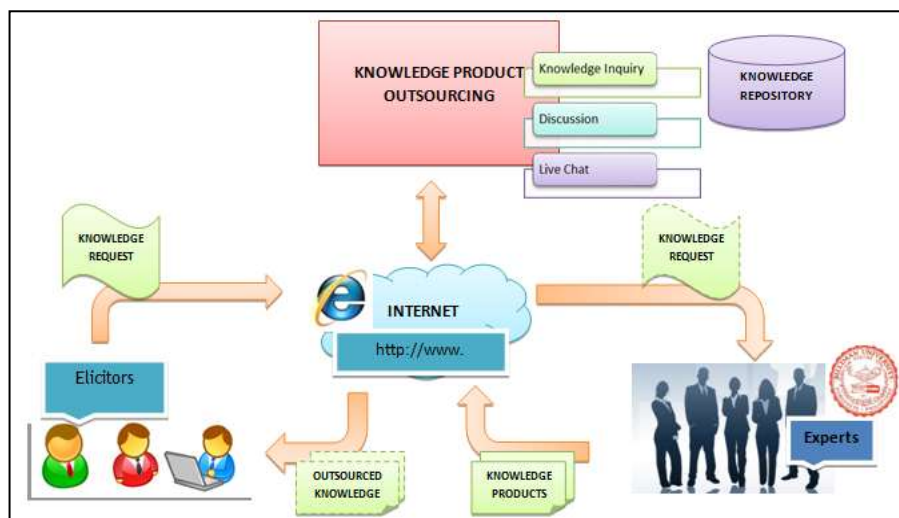 KNOWLEDGE PRODUCT
OUTSOURCING
Knowledge Inquiry
Discussion
Live Chat
KNOWLEDGE
REPOSITORY
KNOWLEDGE
REQUEST
KNOWLEDGE
REQUEST
INTERNET
http://www.
Elicitors
Experts
OUTSOURCED
KNOWLEDGE
KNOWLEDGE
PRODUCTS